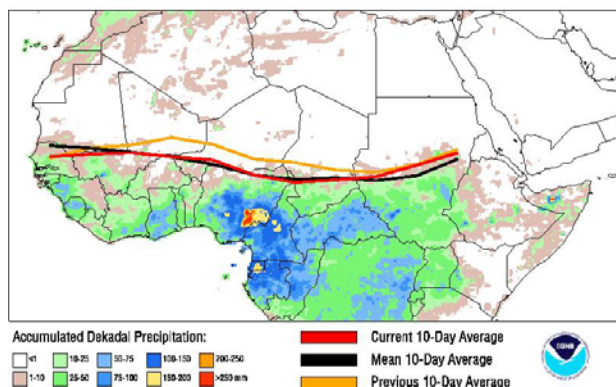 Accumulated Dekadal Precipitation:
<1 10-25 50-75 100-150 200-250
1-10 25-50 75-100 150-200 >250 mm
Current 10-Day Average
Mean 10-Day Average
Previous 10-Day Average
NOAA